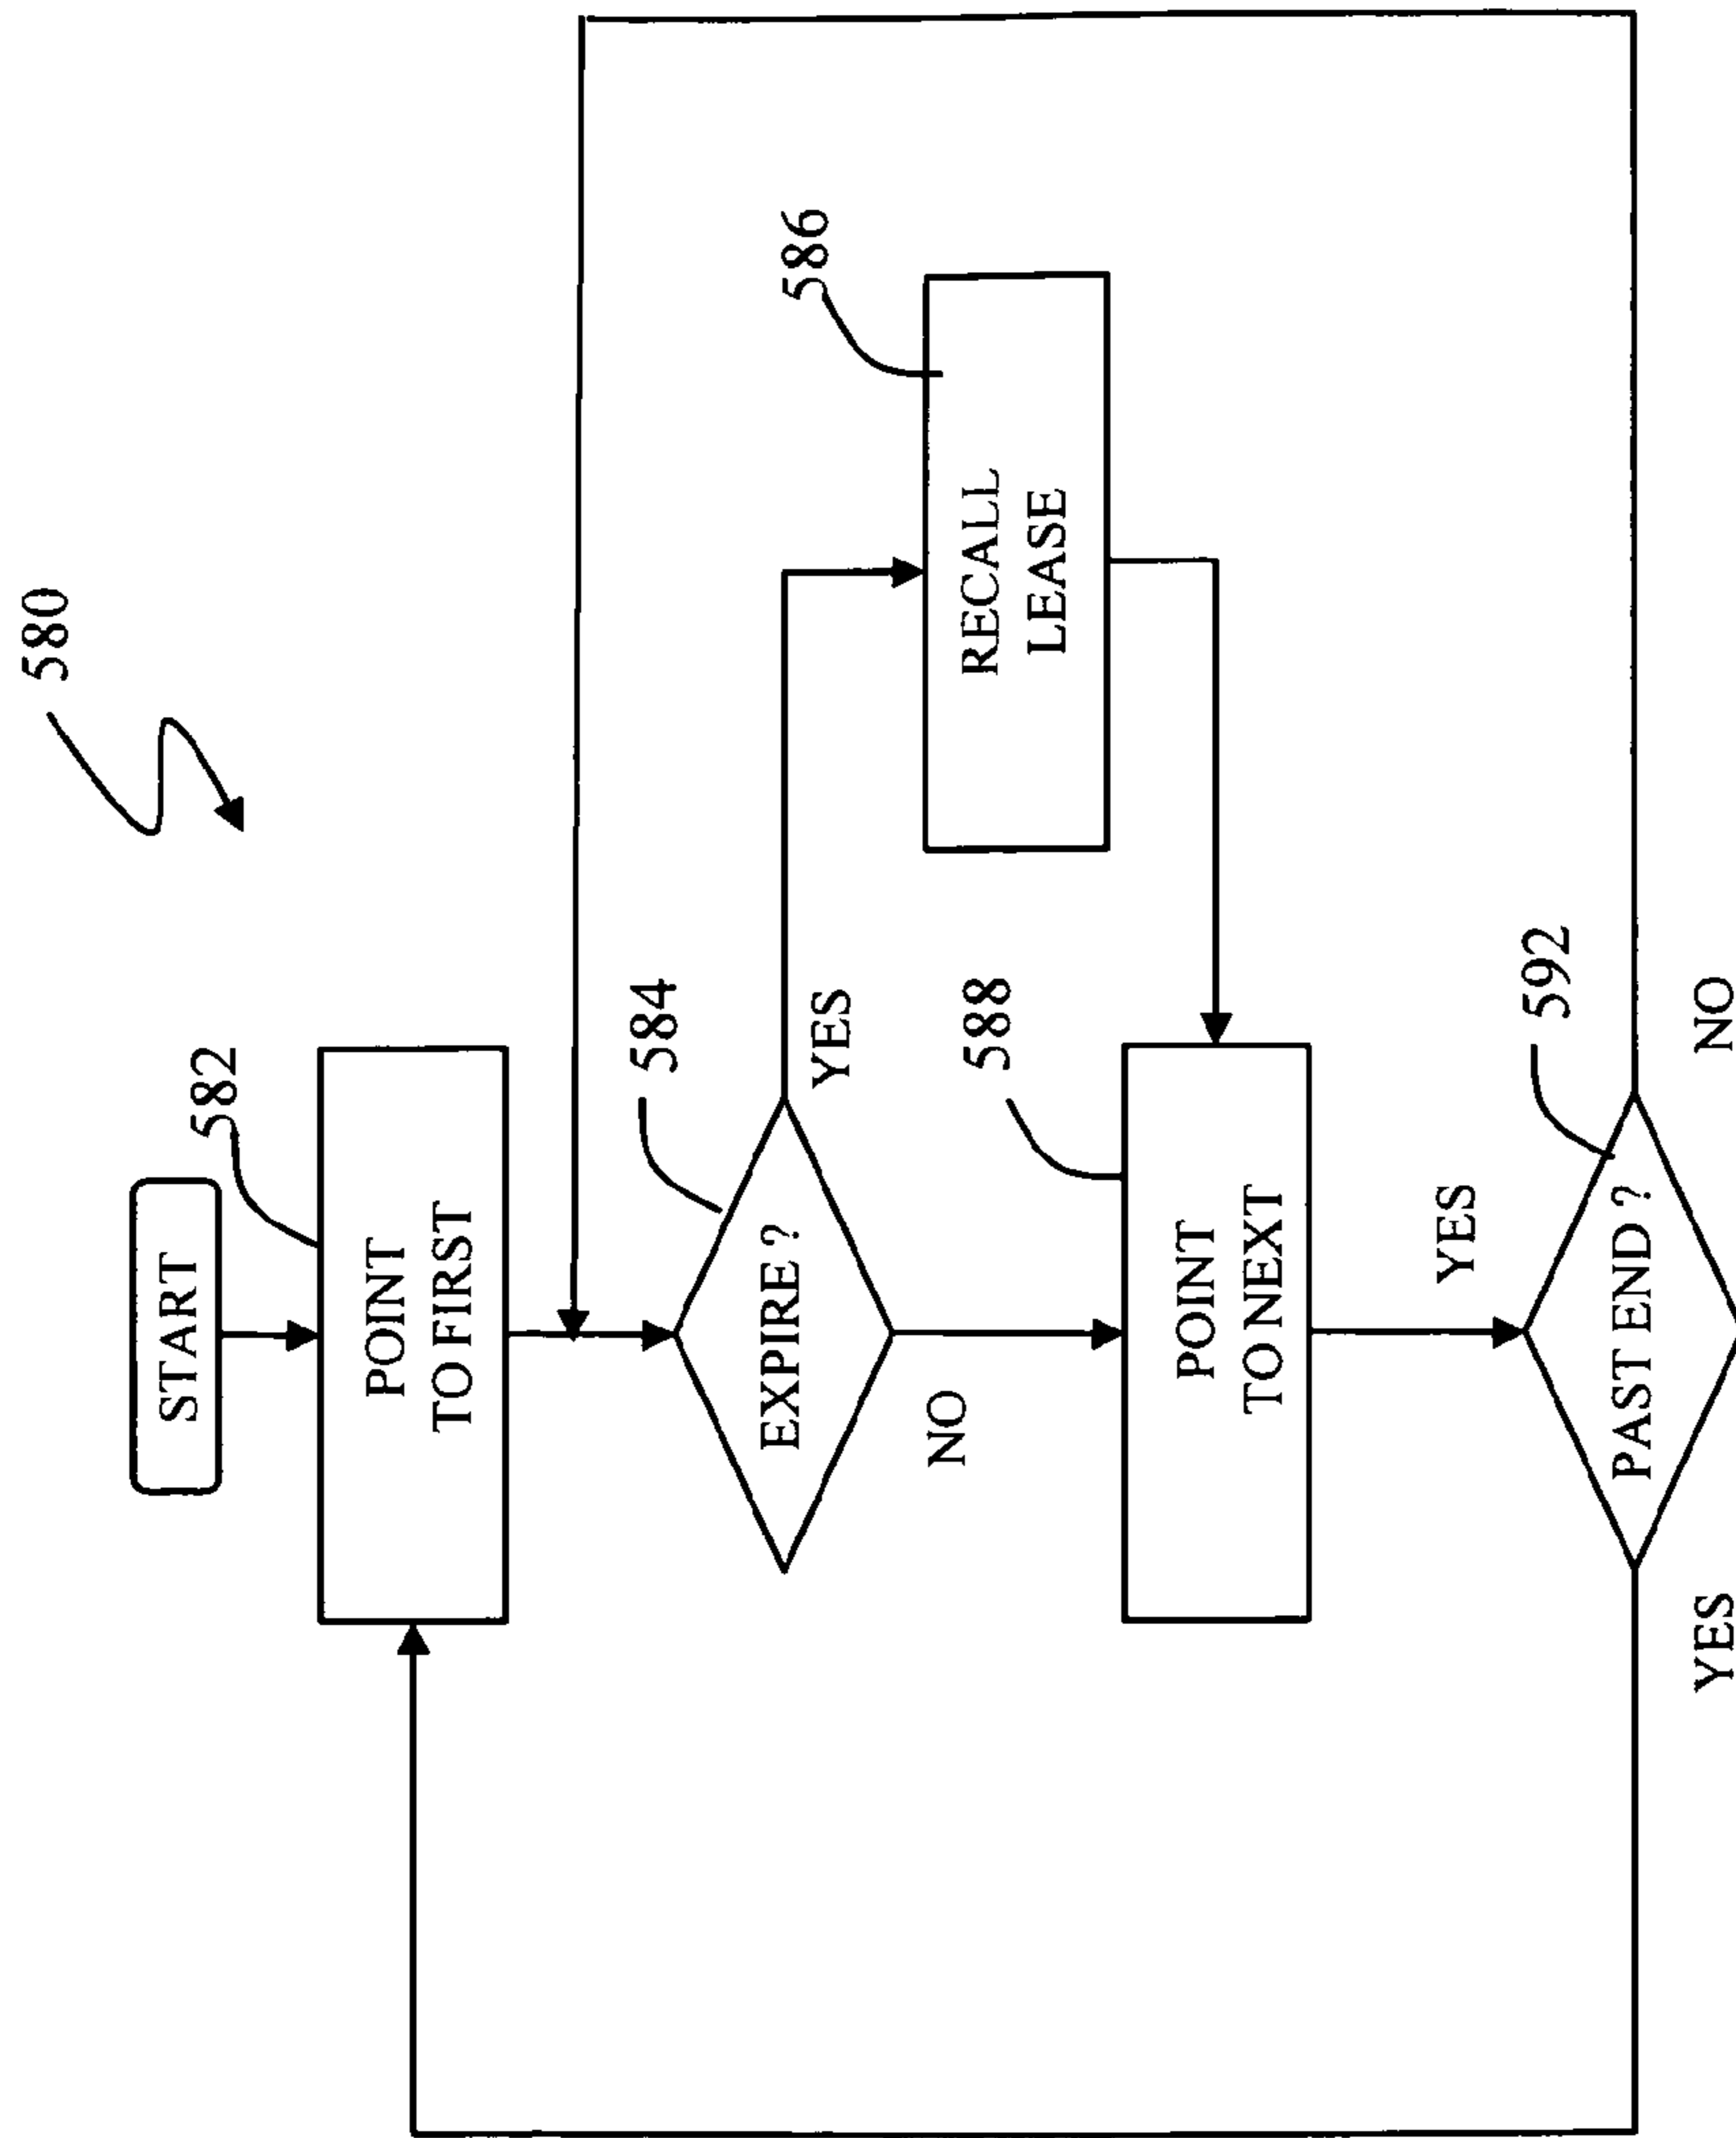 580
START
582
POINT
TO FIRST
584
EXPIRE?
YES
NO
586
RECALL
LEASE
588
POINT
TO NEXT
YES
592
PAST END?
YES
NO